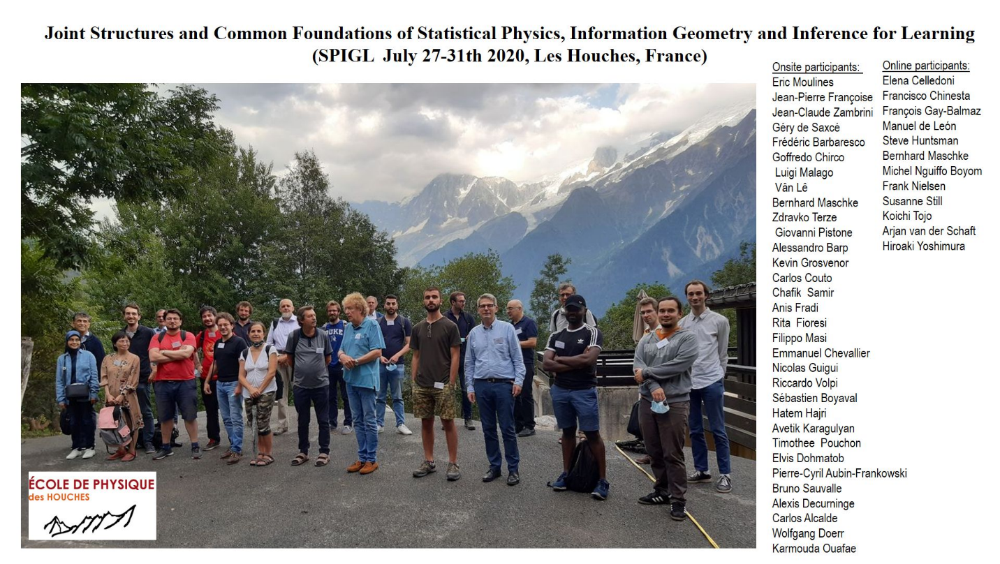 Joint Structures and Common Foundations of Statistical Physics, Information Geometry and Inference for Learning
(SPIGL July 27-31th 2020, Les Houches, France)
Onsite participants:
Eric Moulines
Jean-Pierre Françoise
Jean-Claude Zambrini
Géry de Saxcé
Frédéric Barbaresco
Goffredo Chirco
Luigi Malago
Vân Lê
Bernhard Maschke
Zdravko Terze
Giovanni Pistone
Alessandro Barp
Kevin Grosvenor
Carlos Couto
Chafik Samir
Anis Fradi
Rita Fioresi
Filippo Masi
Emmanuel Chevallier
Nicolas Guigui
Riccardo Volpi
Sébastien Boyaval
Hatem Hajri
Avetik Karagulyan
Timothee Pouchon
Elvis Dohmatob
Pierre-Cyril Aubin-Frankowski
Bruno Sauvalle
Alexis Decurninge
Carlos Alcalde
Wolfgang Doerr
Karmouda Ouafae
Online participants:
Elena Celledoni
Francisco Chinesta
François Gay-Balmaz
Manuel de León
Steve Huntsman
Bernhard Maschke
Michel Nguiffo Boyom
Frank Nielsen
Susanne Still
Koichi Tojo
Arjan van der Schaft
Hiroaki Yoshimura
DUKE
ÉCOLE DE PHYSIQUE
des HOUCHES